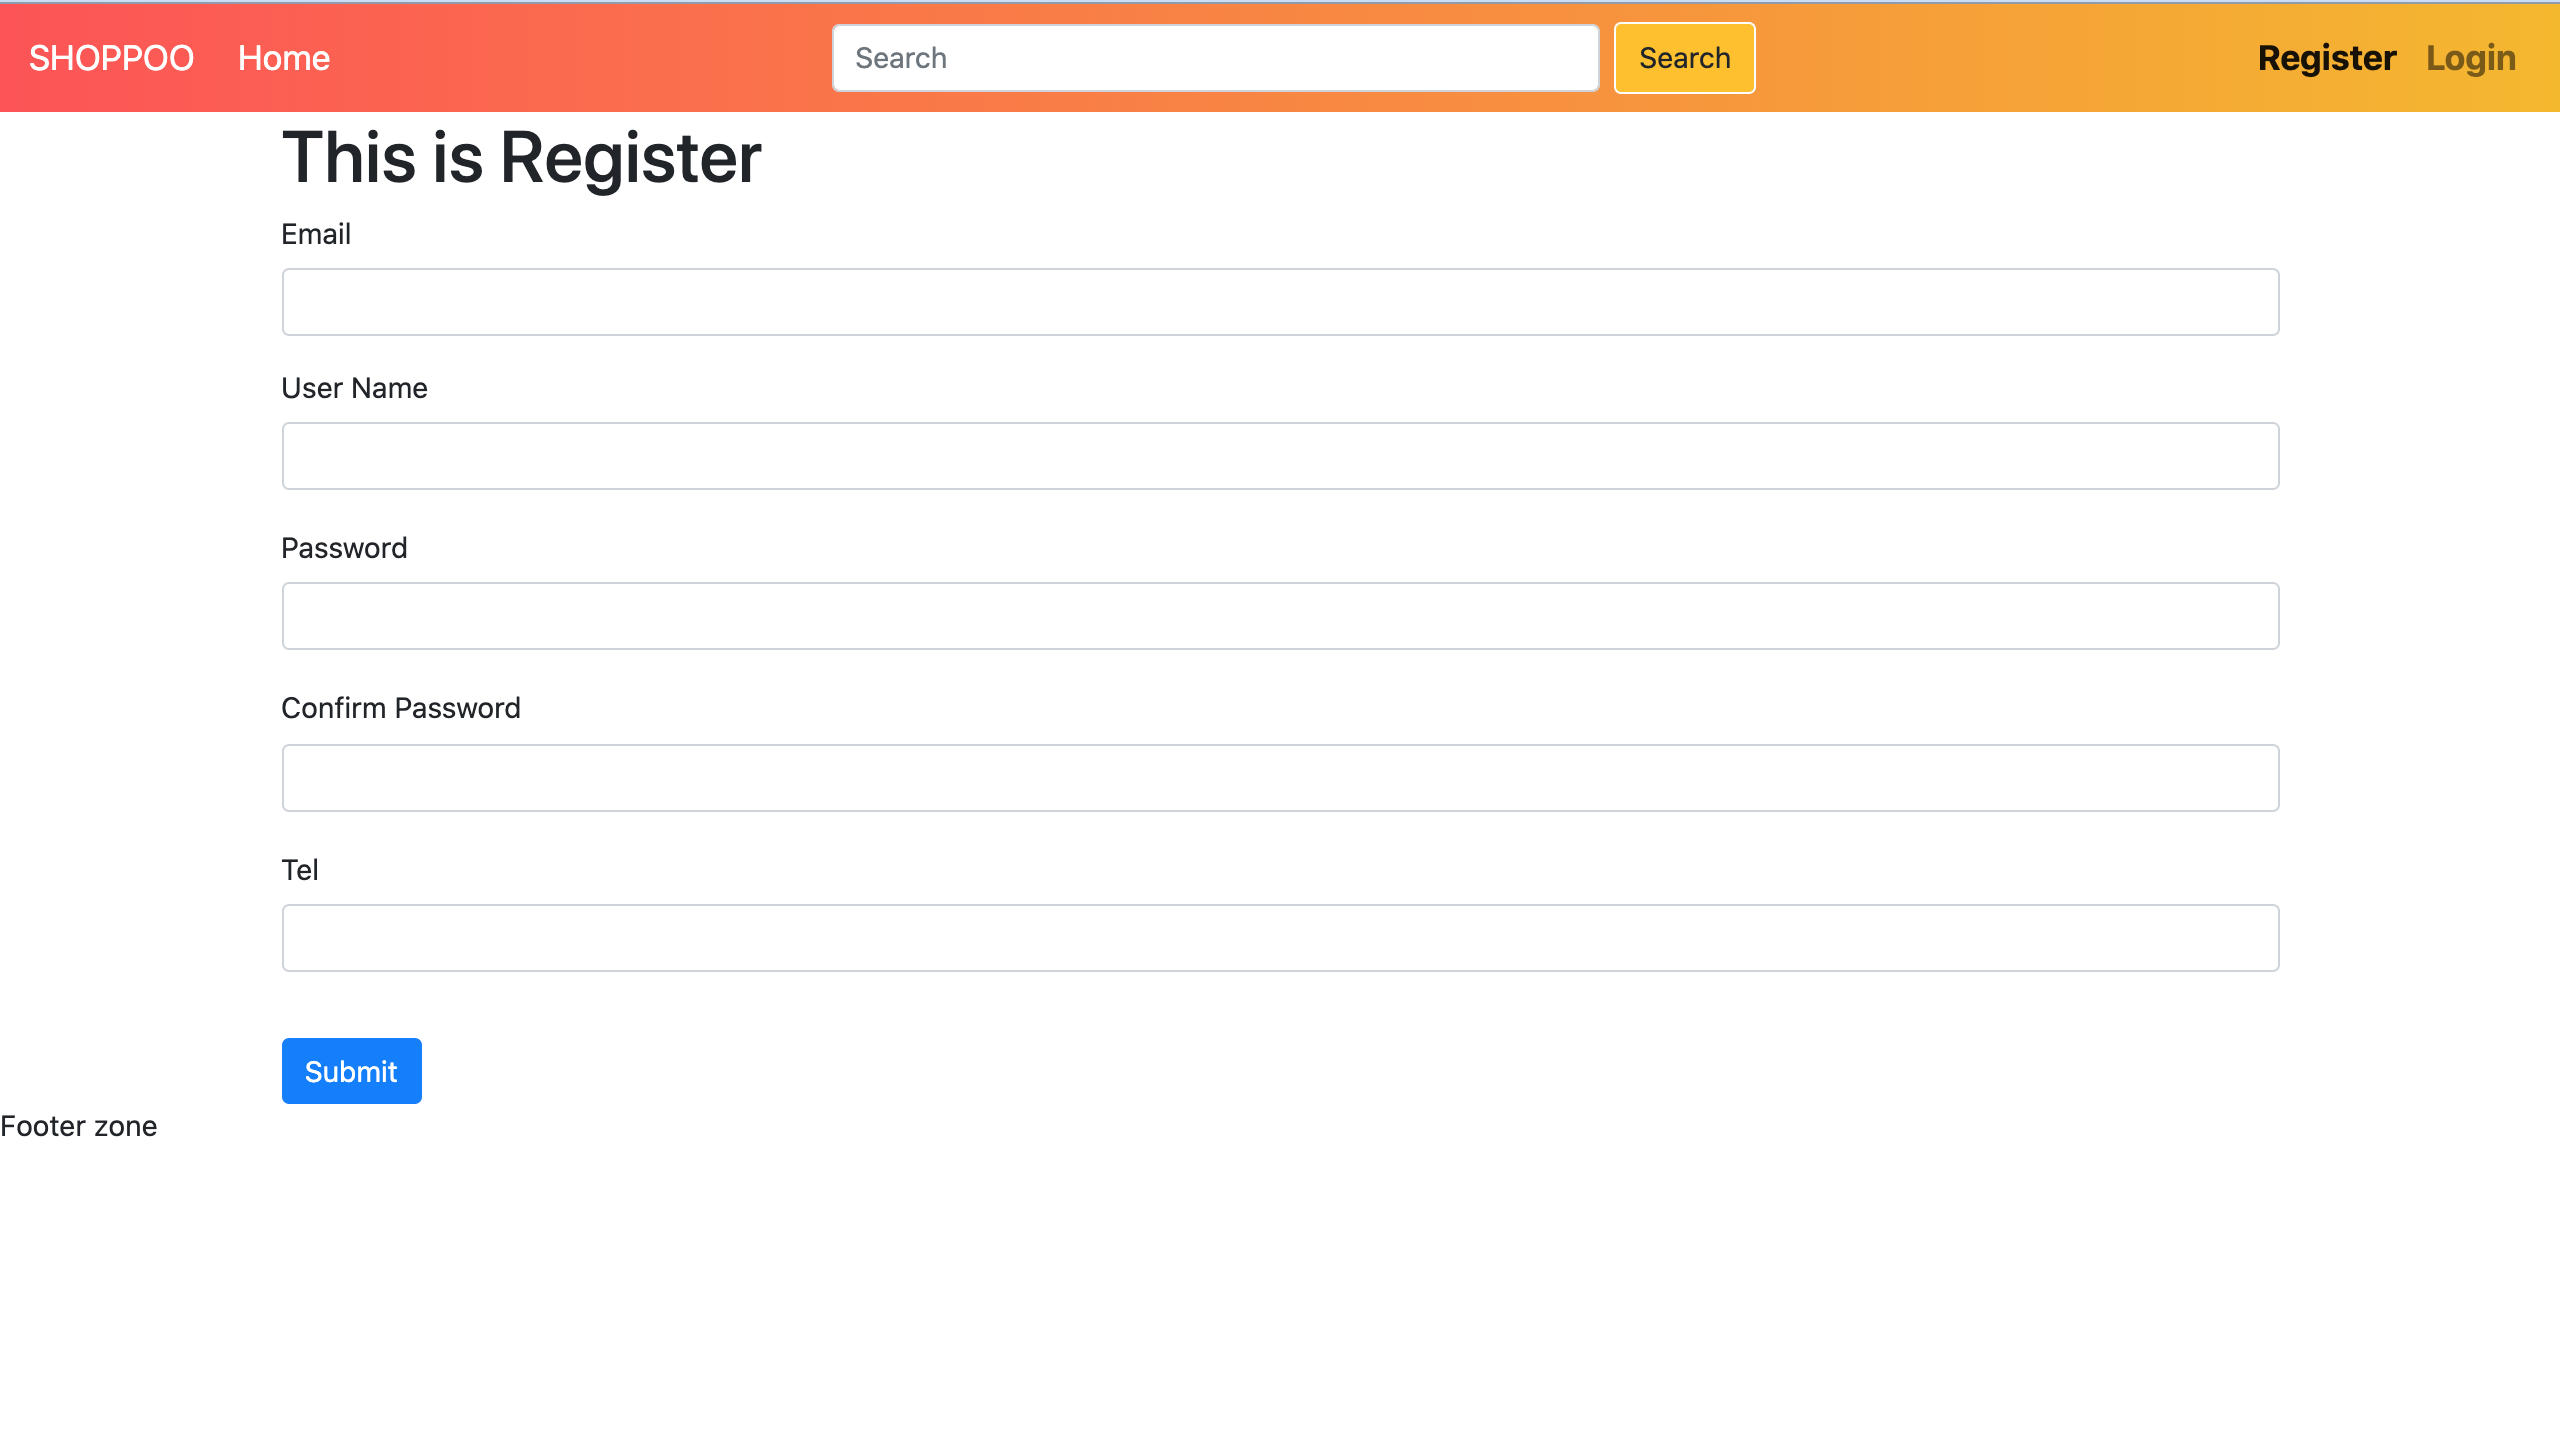 SHOPPOO Home Search Search Register Login
This is Register
Email
User Name
Password
Confirm Password
Tel
Submit
Footer zone